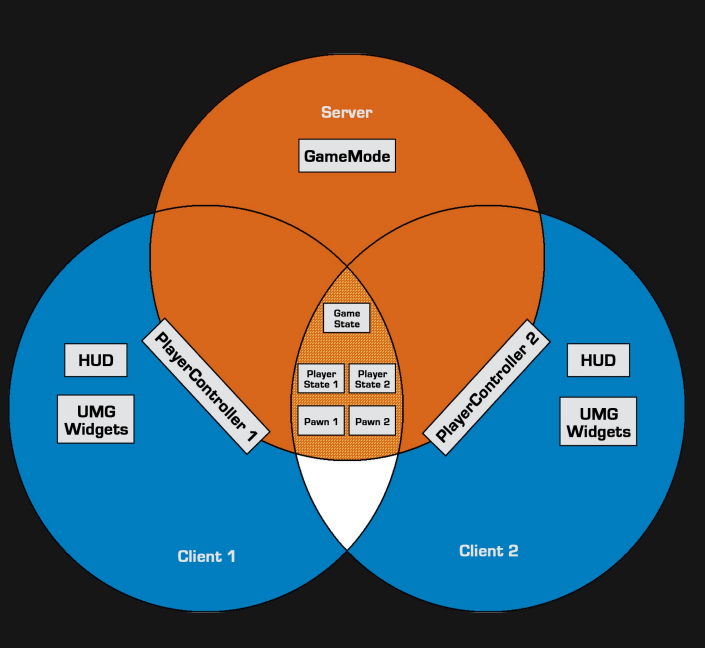 Server
GameMode
Game
State
HUD
PlayerController 1
Player
State 1
Player
State 2
PlayerController 2
HUD
UMG
Widgets
Pawn 1
Pawn 2
UMG
Widgets
Client 1
Client 2